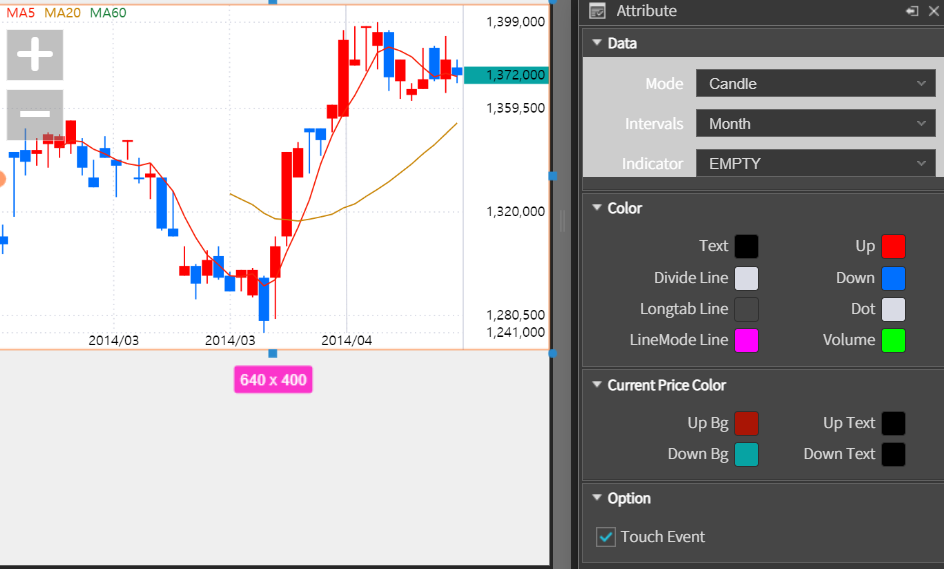 MA5 MA20 MA60
1,399,000
1,372,000
1,359,500
1,320,000
1,280,500
1,241,000
2014/03 2014/03 2014/04
640 x 400
Attribute
Data
Mode Candle
Intervals Month
Indicator EMPTY
Color
Text Up
Divide Line Down
Longtab Line Dot
LineMode Line Volume
Current Price Color
Up Bg Up Text
Down Bg Down Text
Option
Touch Event